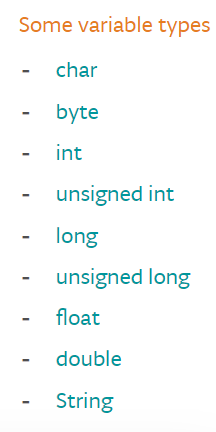 Some variable types
- char
- byte
- int
- unsigned int
- long
- unsigned long
- float
- double
- String